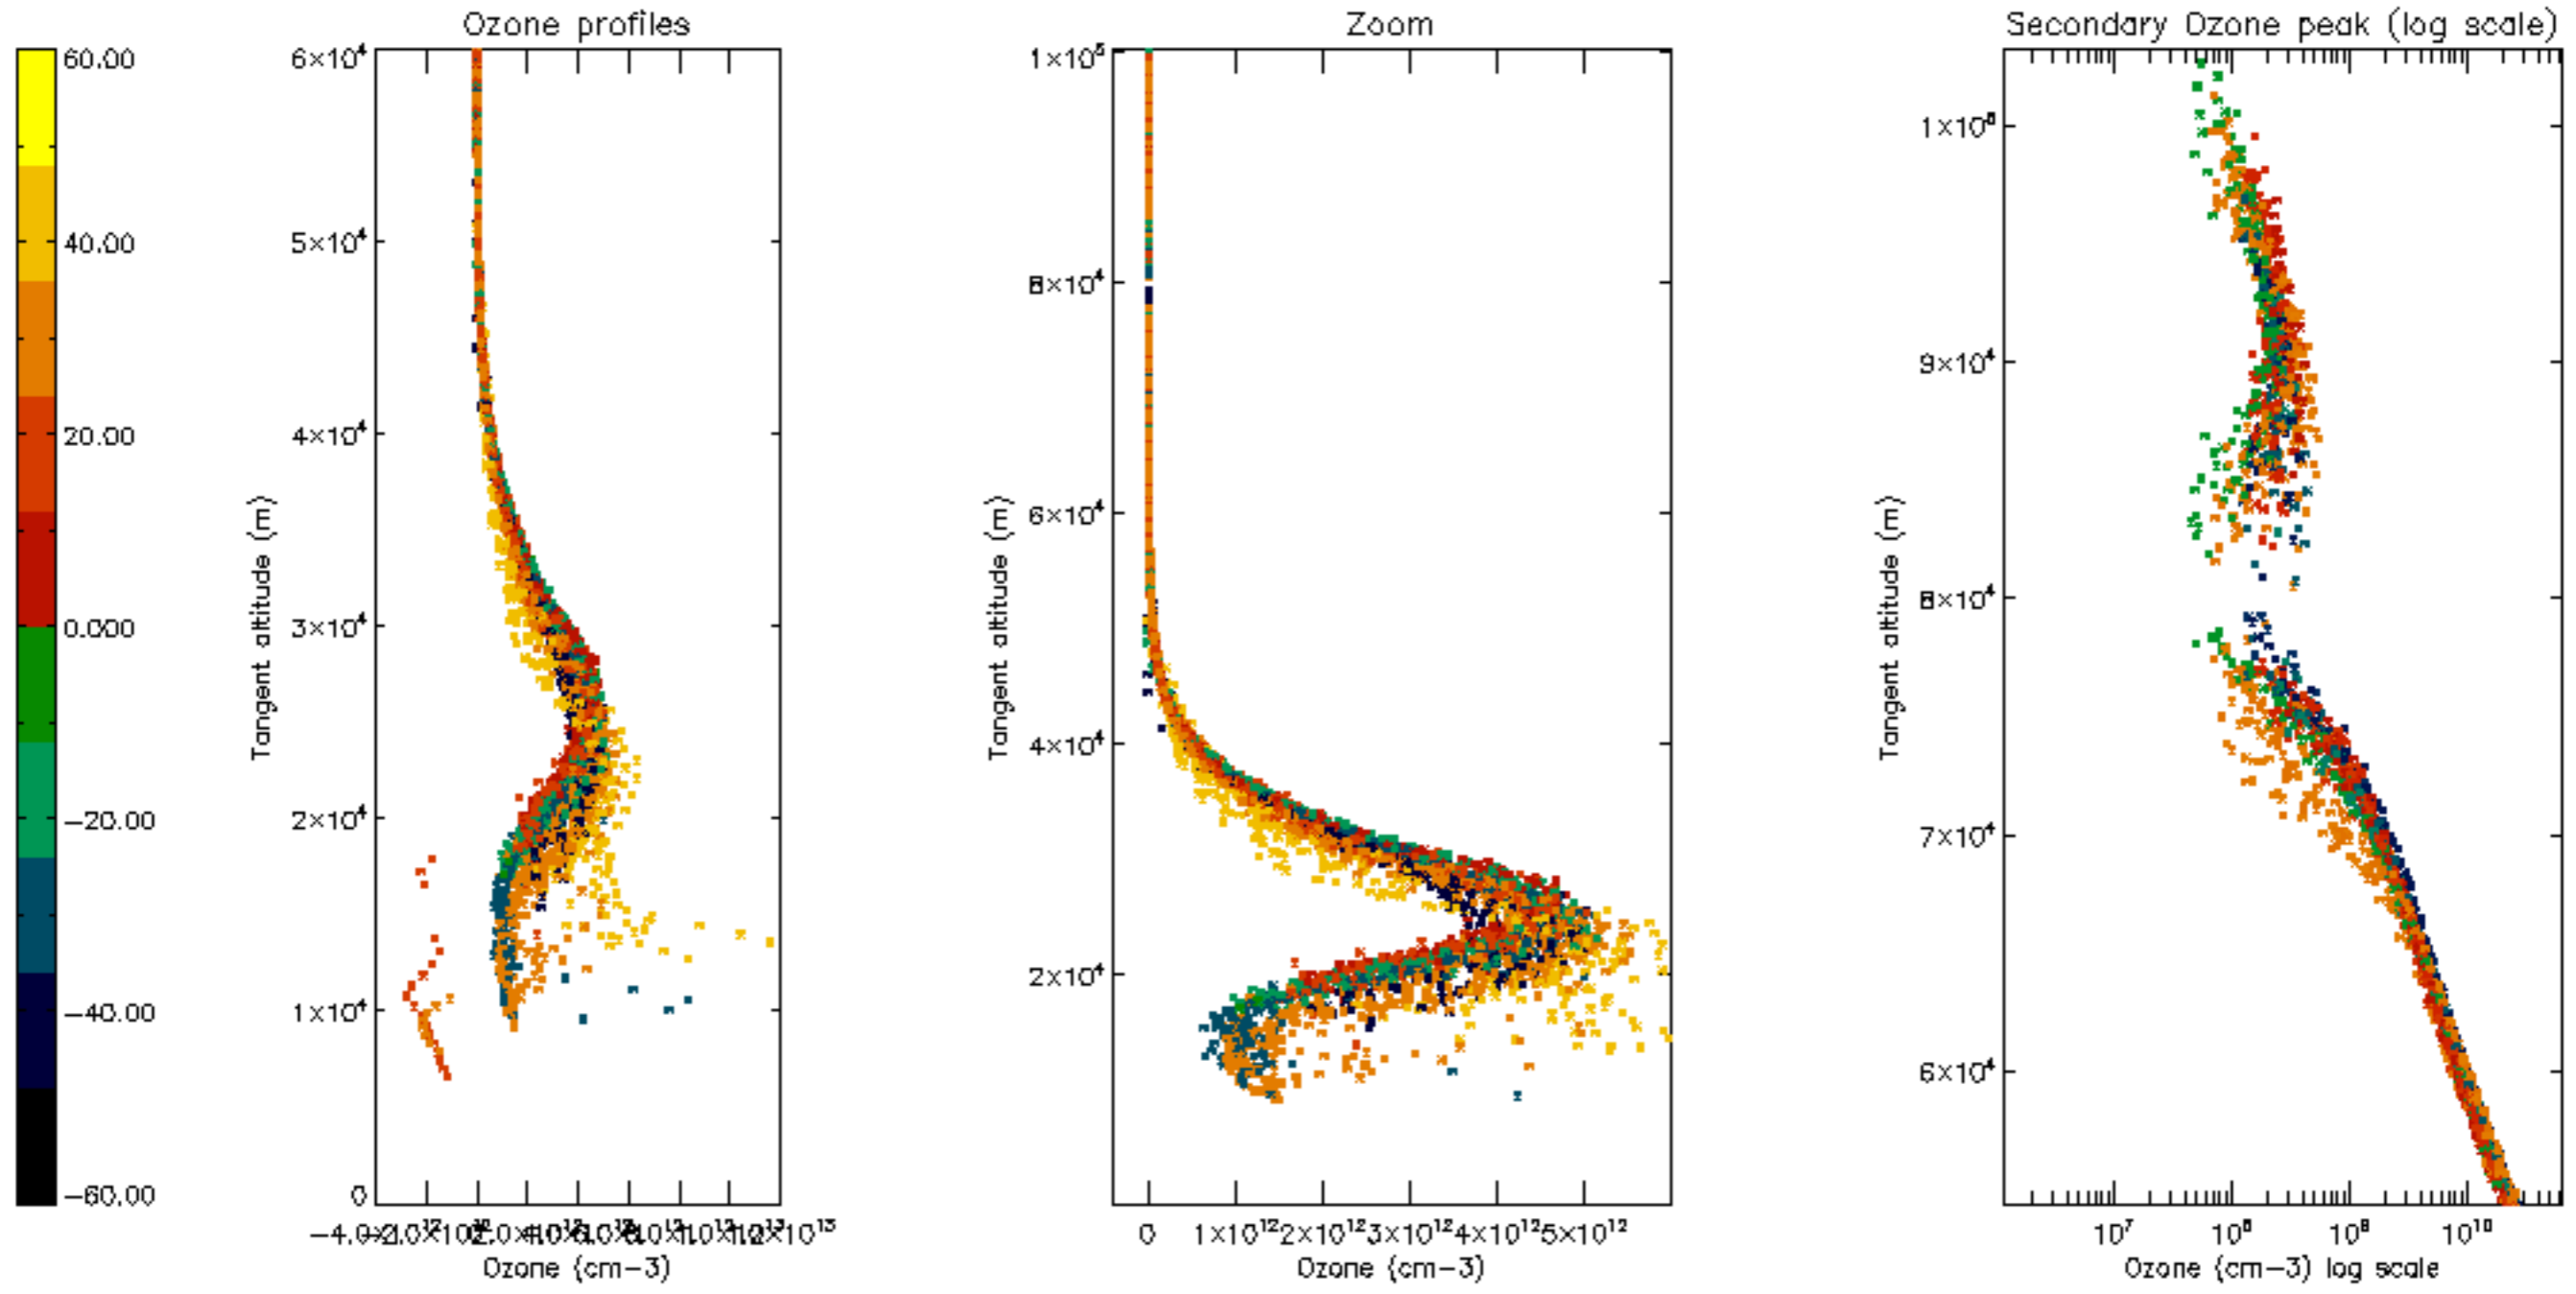 Ozone profiles
Zoom
Secondary Ozone peak (log scale)
60.00
40.00
20.00
0.000
−20.00
−40.00
−60.00
6×10⁴
5×10⁴
4×10⁴
3×10⁴
2×10⁴
1×10⁴
0
Tangent altitude (m)
Ozone (cm−3)
1×10⁵
8×10⁴
6×10⁴
4×10⁴
2×10⁴
Tangent altitude (m)
0 1×10¹² 2×10¹² 3×10¹² 4×10¹² 5×10¹²
Ozone (cm−3)
1×10⁵
9×10⁴
8×10⁴
7×10⁴
6×10⁴
Tangent altitude (m)
10⁷ 10⁸ 10⁹ 10¹⁰
Ozone (cm−3) log scale